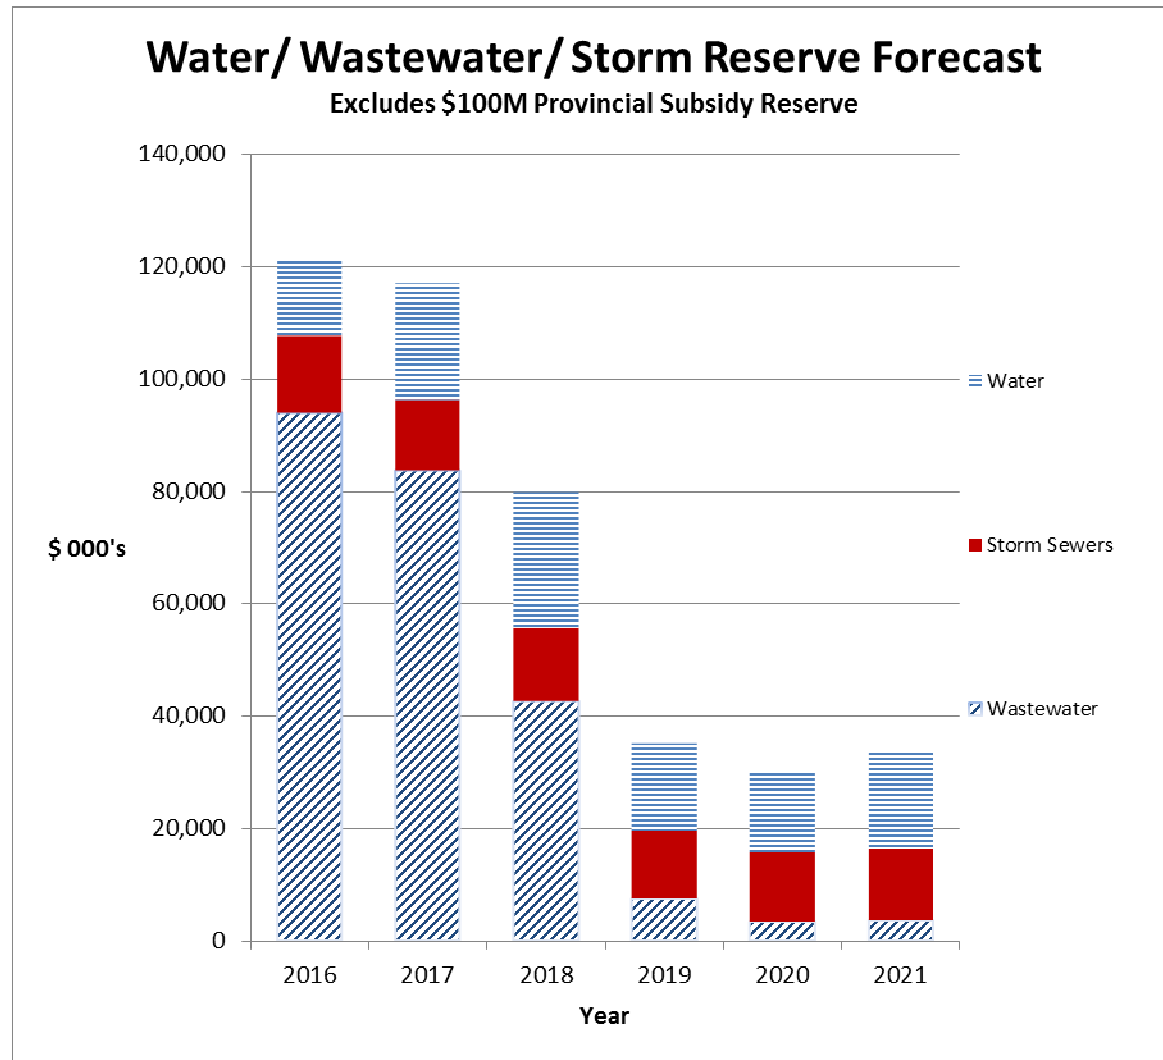 Water/ Wastewater/ Storm Reserve Forecast
Excludes $100M Provincial Subsidy Reserve
140,000
120,000
100,000
80,000
60,000
40,000
20,000
0
$ 000's
Water
Storm Sewers
Wastewater
2016 2017 2018 2019 2020 2021
Year